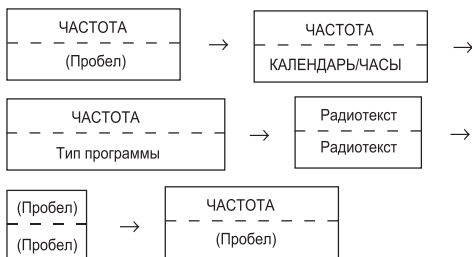 ЧАСТОТА
(Пробел)
ЧАСТОТА
КАЛЕНДАРЬ/ЧАСЫ
ЧАСТОТА
Тип программы
Радиотекст
Радиотекст
(Пробел)
(Пробел)
ЧАСТОТА
(Пробел)